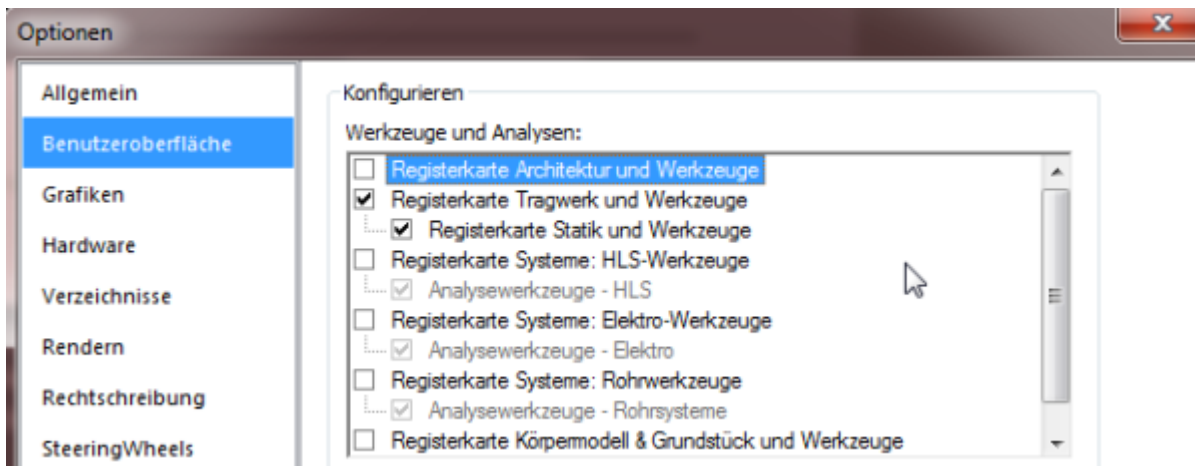 Optionen
Allgemein
Benutzeroberfläche
Grafiken
Hardware
Verzeichnisse
Rendern
Rechtschreibung
SteeringWheels
Konfigurieren
Werkzeuge und Analysen:
Registerkarte Architektur und Werkzeuge
Registerkarte Tragwerk und Werkzeuge
Registerkarte Statik und Werkzeuge
Registerkarte Systeme: HLS-Werkzeuge
Analysewerkzeuge - HLS
Registerkarte Systeme: Elektro-Werkzeuge
Analysewerkzeuge - Elektro
Registerkarte Systeme: Rohrwerkzeuge
Analysewerkzeuge - Rohrsysteme
Registerkarte Körpermodell & Grundstück und Werkzeuge